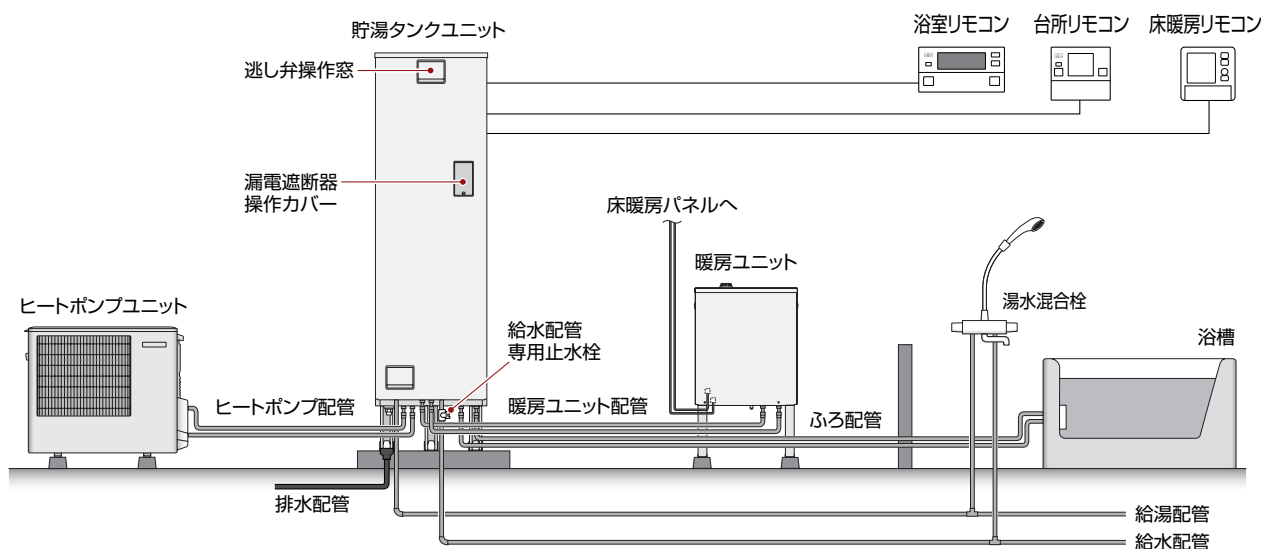 貯湯タンクユニット
浴室リモコン
台所リモコン
床暖房リモコン
逃し弁操作窓
漏電遮断器
操作カバー
床暖房パネルへ
暖房ユニット
湯水混合栓
ヒートポンプユニット
給水配管
専用止水栓
浴槽
ヒートポンプ配管
暖房ユニット配管
ふろ配管
排水配管
給湯配管
給水配管